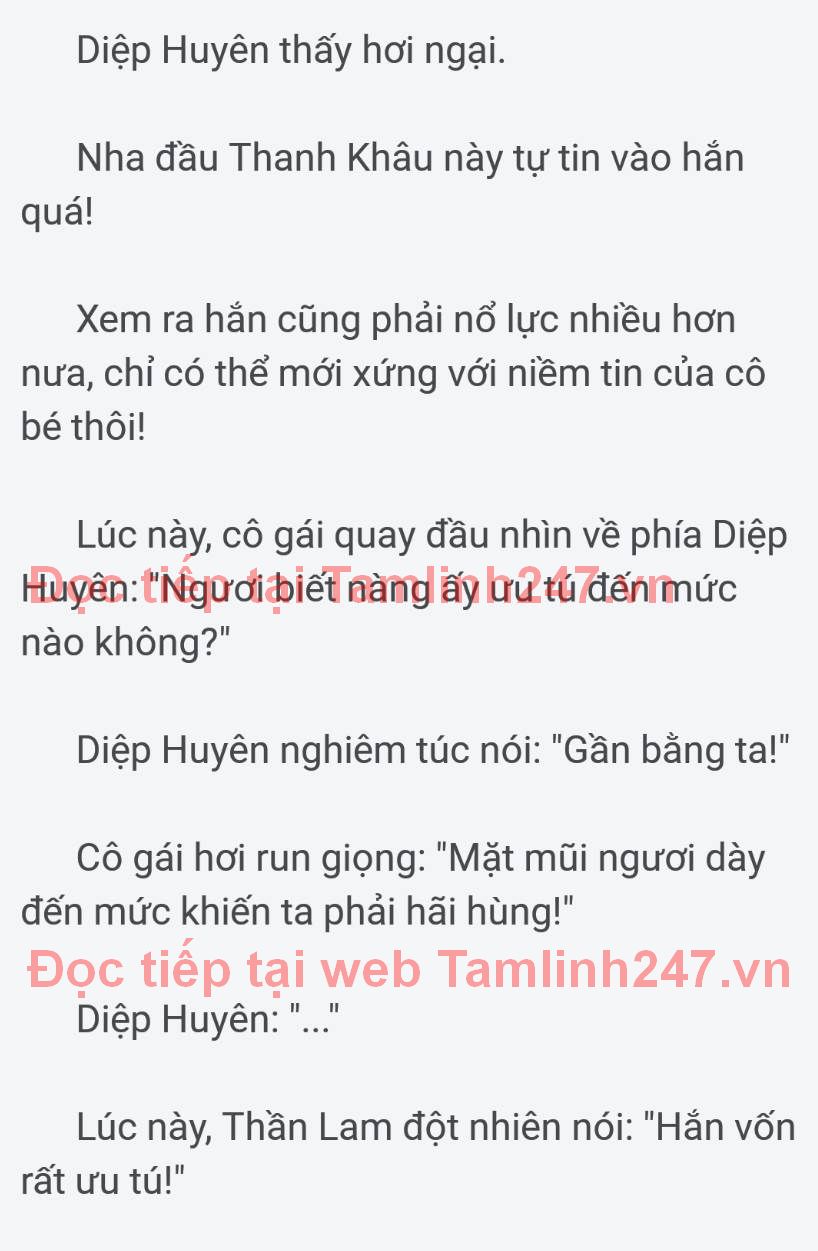 Diệp Huyên thấy hơi ngại.
Nha đầu Thanh Khâu này tự tin vào hắn
quá!
Xem ra hắn cũng phải nổ lực nhiều hơn
nưa, chỉ có thể mới xứng với niềm tin của cô
bé thôi!
Lúc này, cô gái quay đầu nhìn về phía Diệp
Huyên: "Ngươi biết nàng ấy ưu tú đến mức
Đọc tiếp tại Tamlinh247.vn
nào không?"
Diệp Huyên nghiêm túc nói: "Gần bằng ta!"
Cô gái hơi run giọng: "Mặt mũi ngươi dày
đến mức khiến ta phải hãi hùng!"
Đọc tiếp tại web Tamlinh247.vn
Diệp Huyên: "..."
Lúc này, Thần Lam đột nhiên nói: "Hắn vốn
rất ưu tú!"